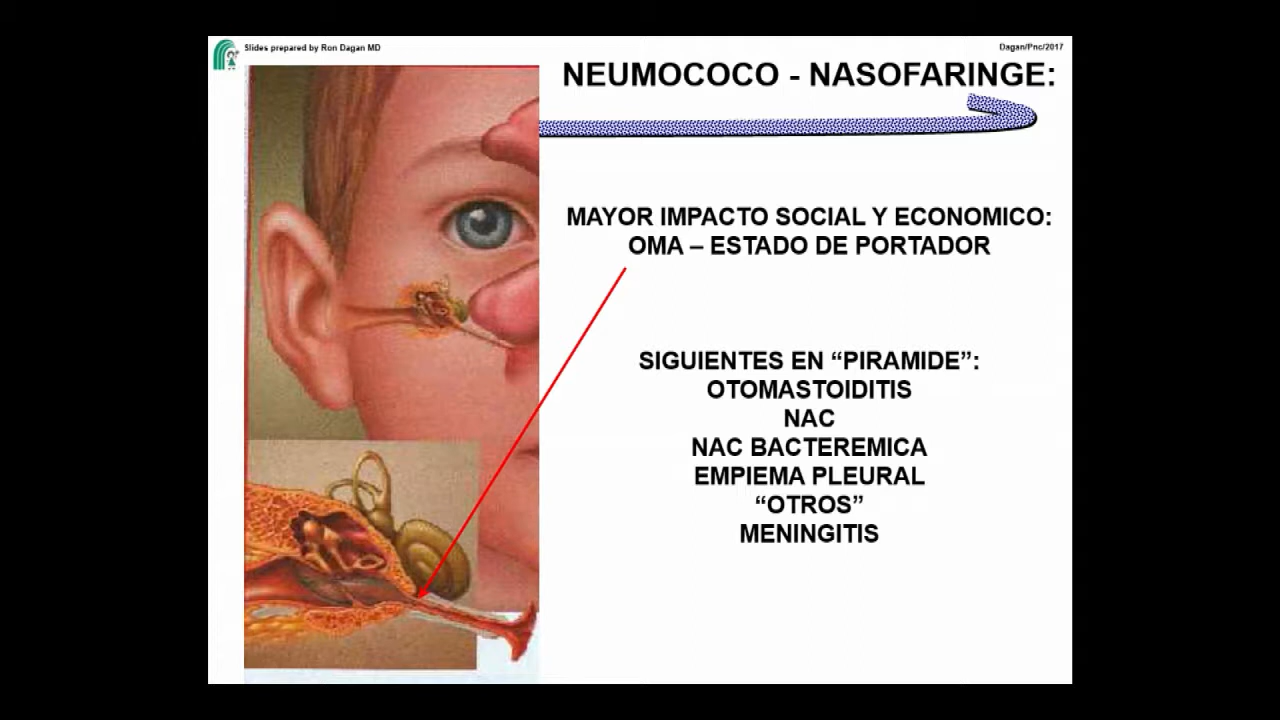 Slides prepared by Ron Dagan MD
Dagan/Pnc/2017
NEUMOCOCO - NASOFARINGE:
MAYOR IMPACTO SOCIAL Y ECONOMICO:
OMA – ESTADO DE PORTADOR
SIGUIENTES EN “PIRAMIDE”:
OTOMASTOIDITIS
NAC
NAC BACTEREMICA
EMPIEMA PLEURAL
“OTROS”
MENINGITIS